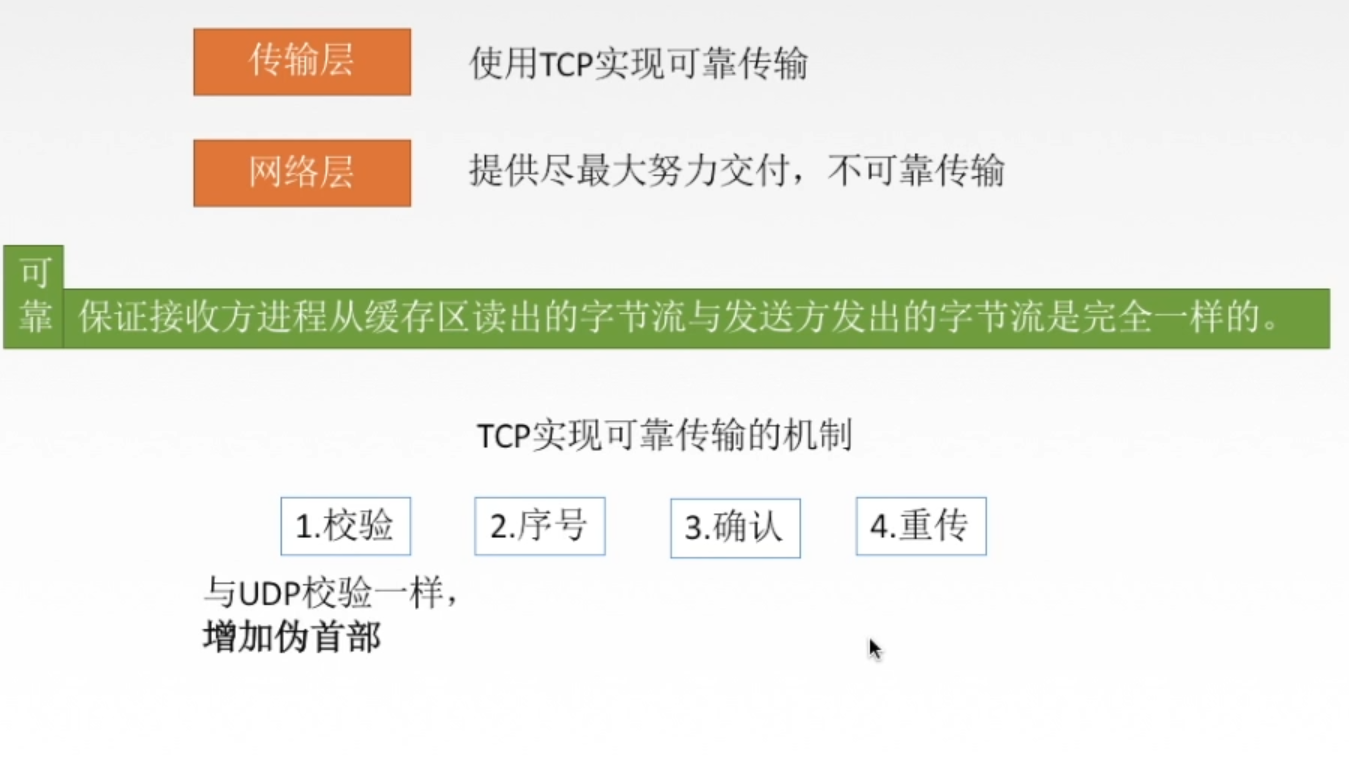 传输层 使用TCP实现可靠传输
网络层 提供尽最大努力交付，不可靠传输
可靠
保证接收方进程从缓存区读出的字节流与发送方发出的字节流是完全一样的。
TCP实现可靠传输的机制
1.校验 2.序号 3.确认 4.重传
与UDP校验一样，
增加伪首部